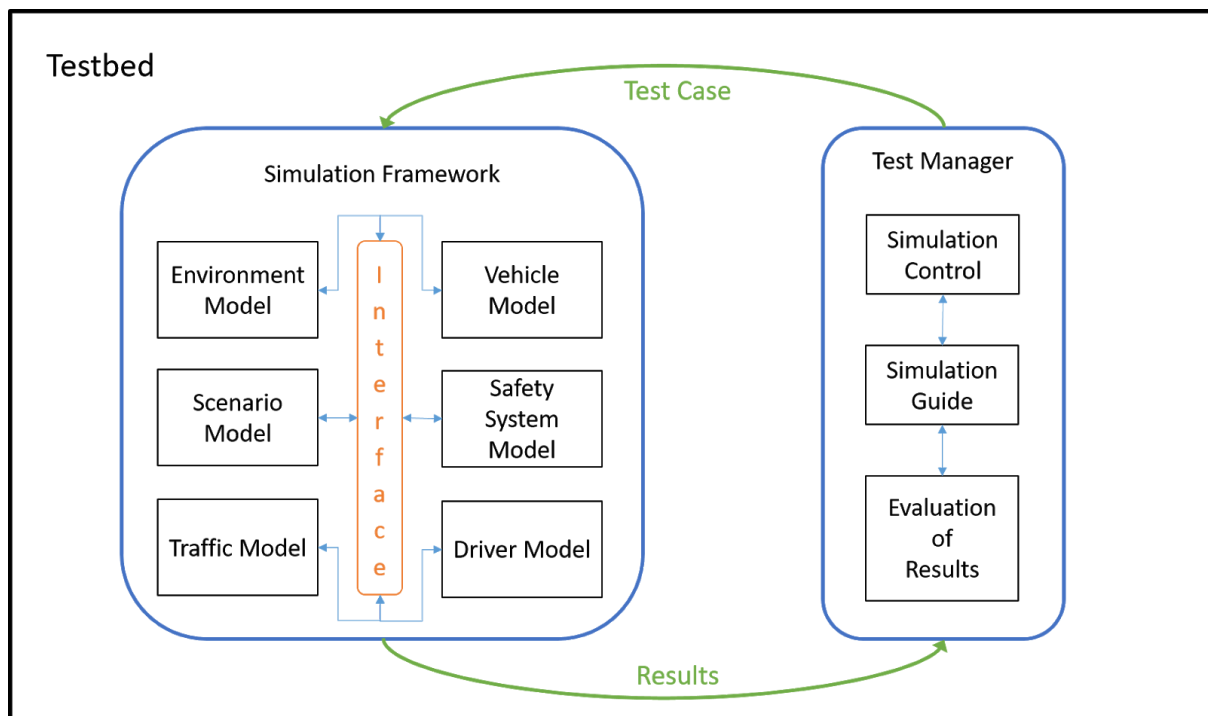 Testbed
Test Case
Simulation Framework
Environment
Model
Scenario
Model
Traffic Model
Interface
Vehicle
Model
Safety
System
Model
Driver Model
Test Manager
Simulation
Control
Simulation
Guide
Evaluation
of
Results
Results